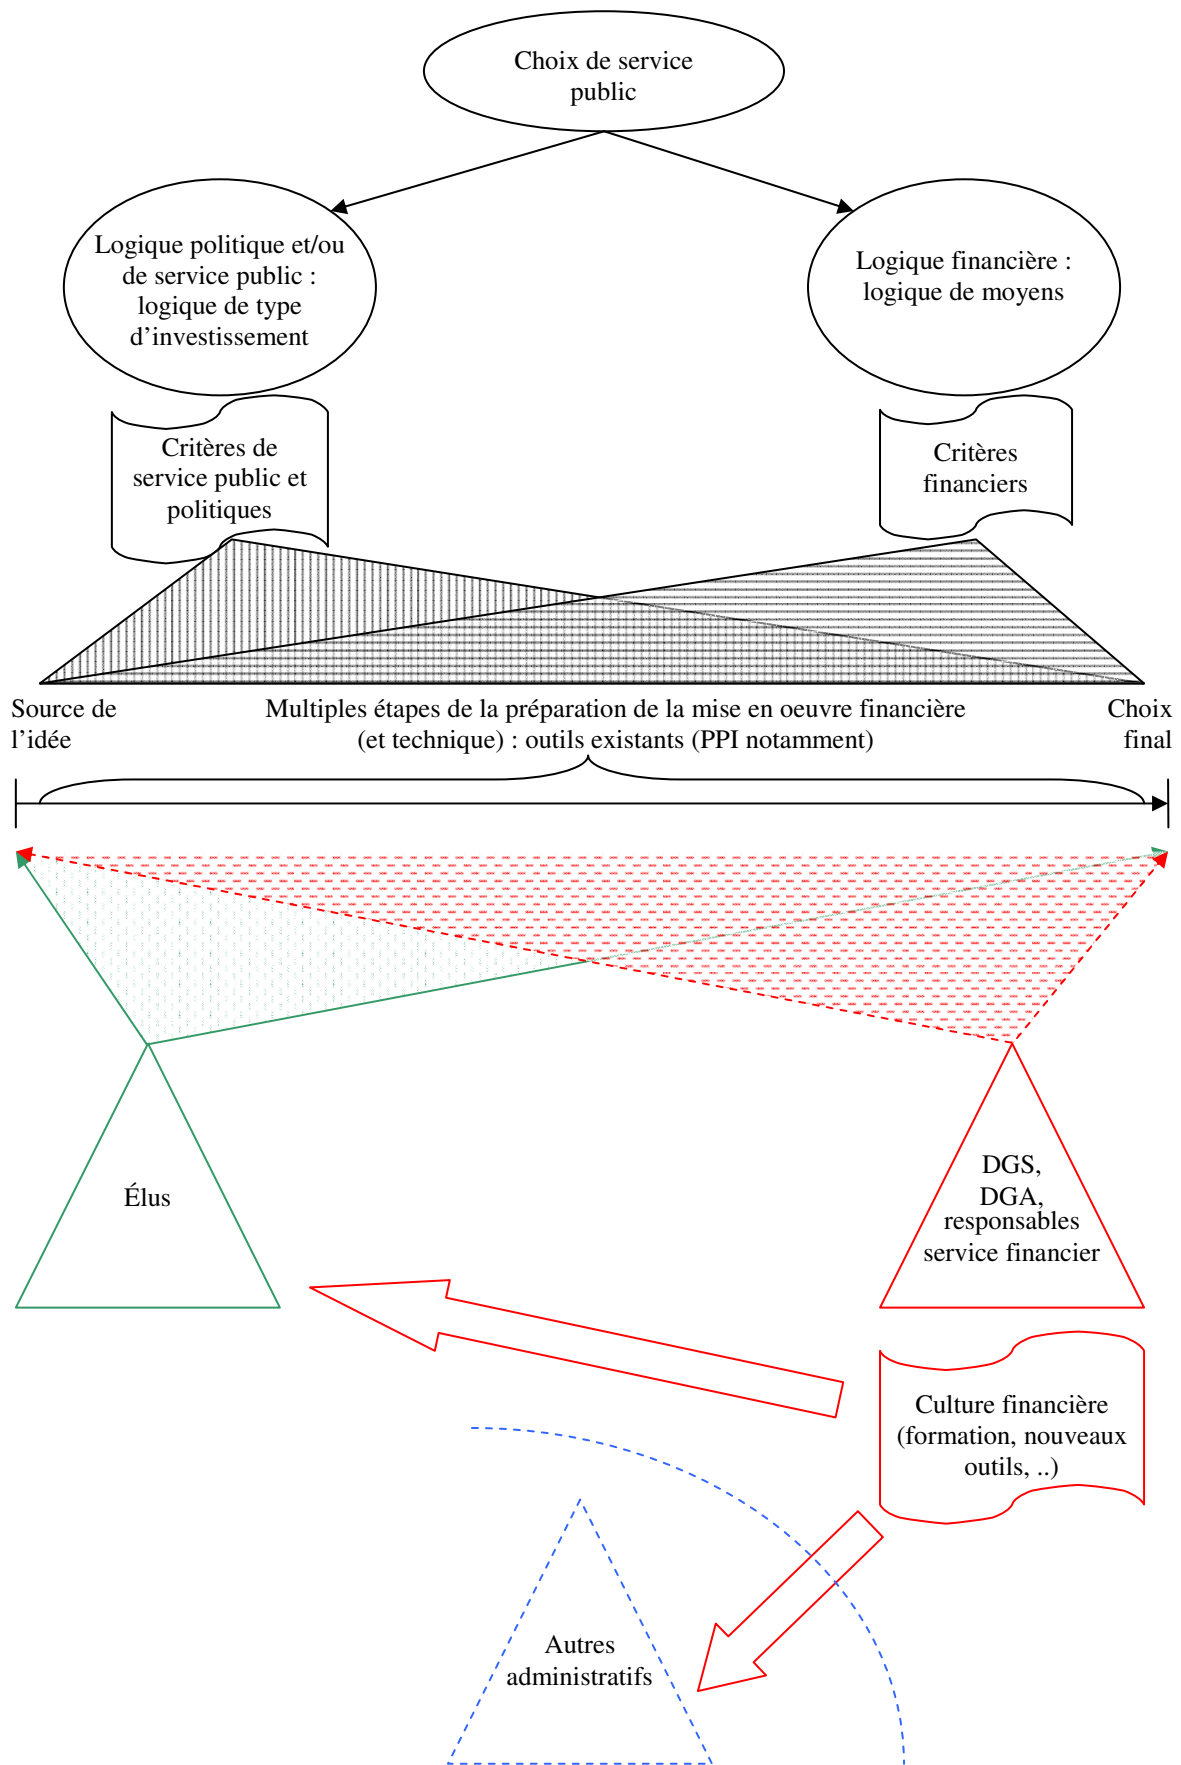 Choix de service
public
Logique politique et/ou
de service public :
logique de type
d’investissement
Logique financière :
logique de moyens
Critères de
service public et
politiques
Critères
financiers
Source de
l’idée
Multiples étapes de la préparation de la mise en oeuvre financière
(et technique) : outils existants (PPI notamment)
Choix
final
Élus
DGS,
DGA,
responsables
service financier
Culture financière
(formation, nouveaux
outils, ..)
Autres
administratifs